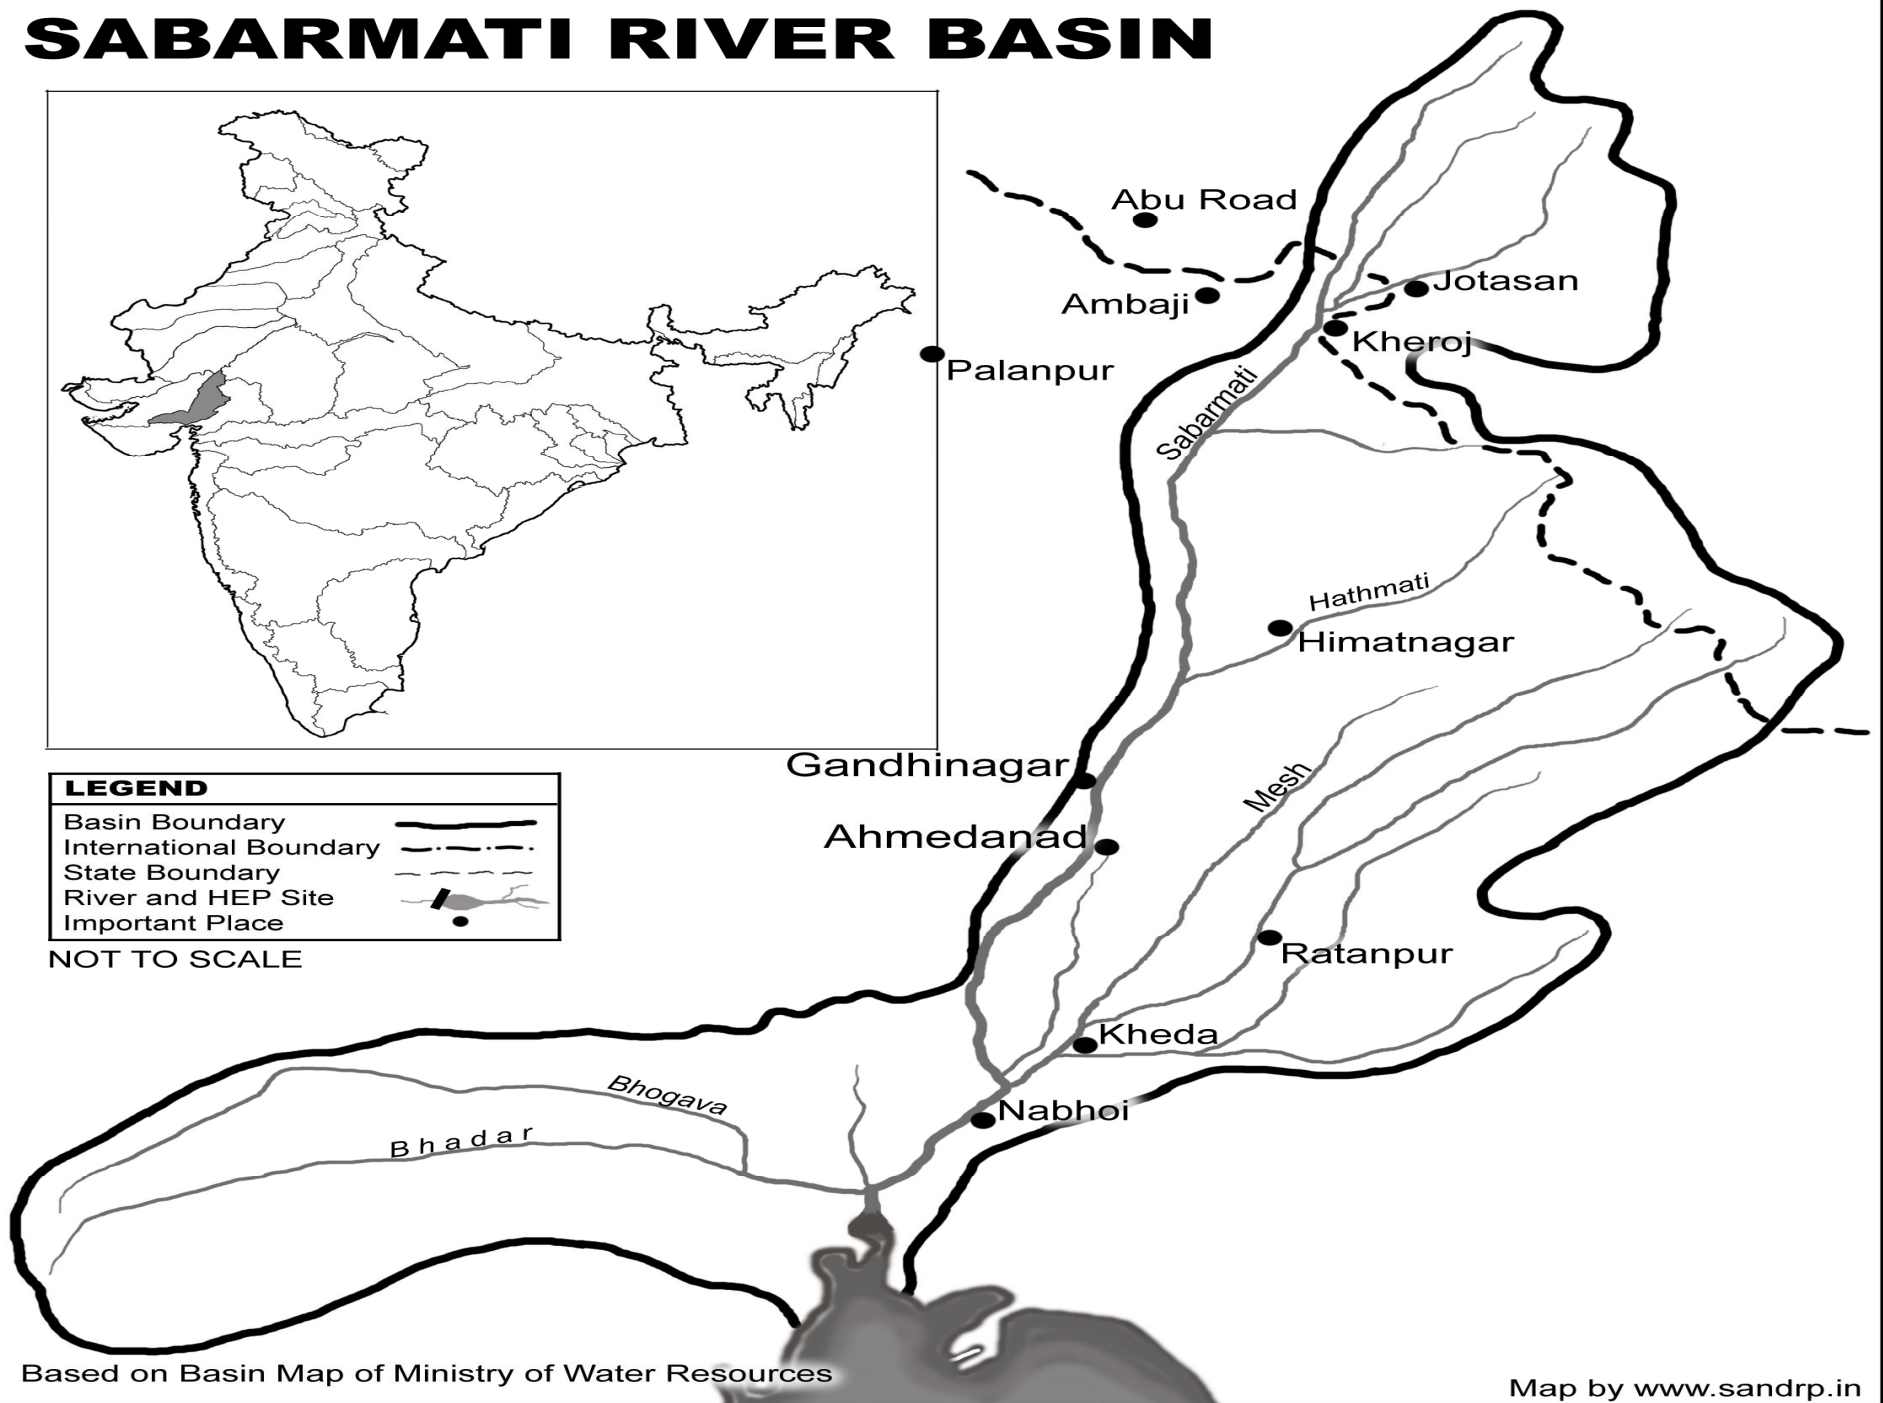 SABARMATI RIVER BASIN
Abu Road
Ambaji
Jotasan
Kheroj
Palanpur
Sabarmati
Hathmati
Himatnagar
Gandhinagar
Mesh
Ahmedanad
Ratanpur
Kheda
Nabhoi
Bhogava
Bhadar
LEGEND
Basin Boundary
International Boundary
State Boundary
River and HEP Site
Important Place
NOT TO SCALE
Based on Basin Map of Ministry of Water Resources
Map by www.sandrp.in